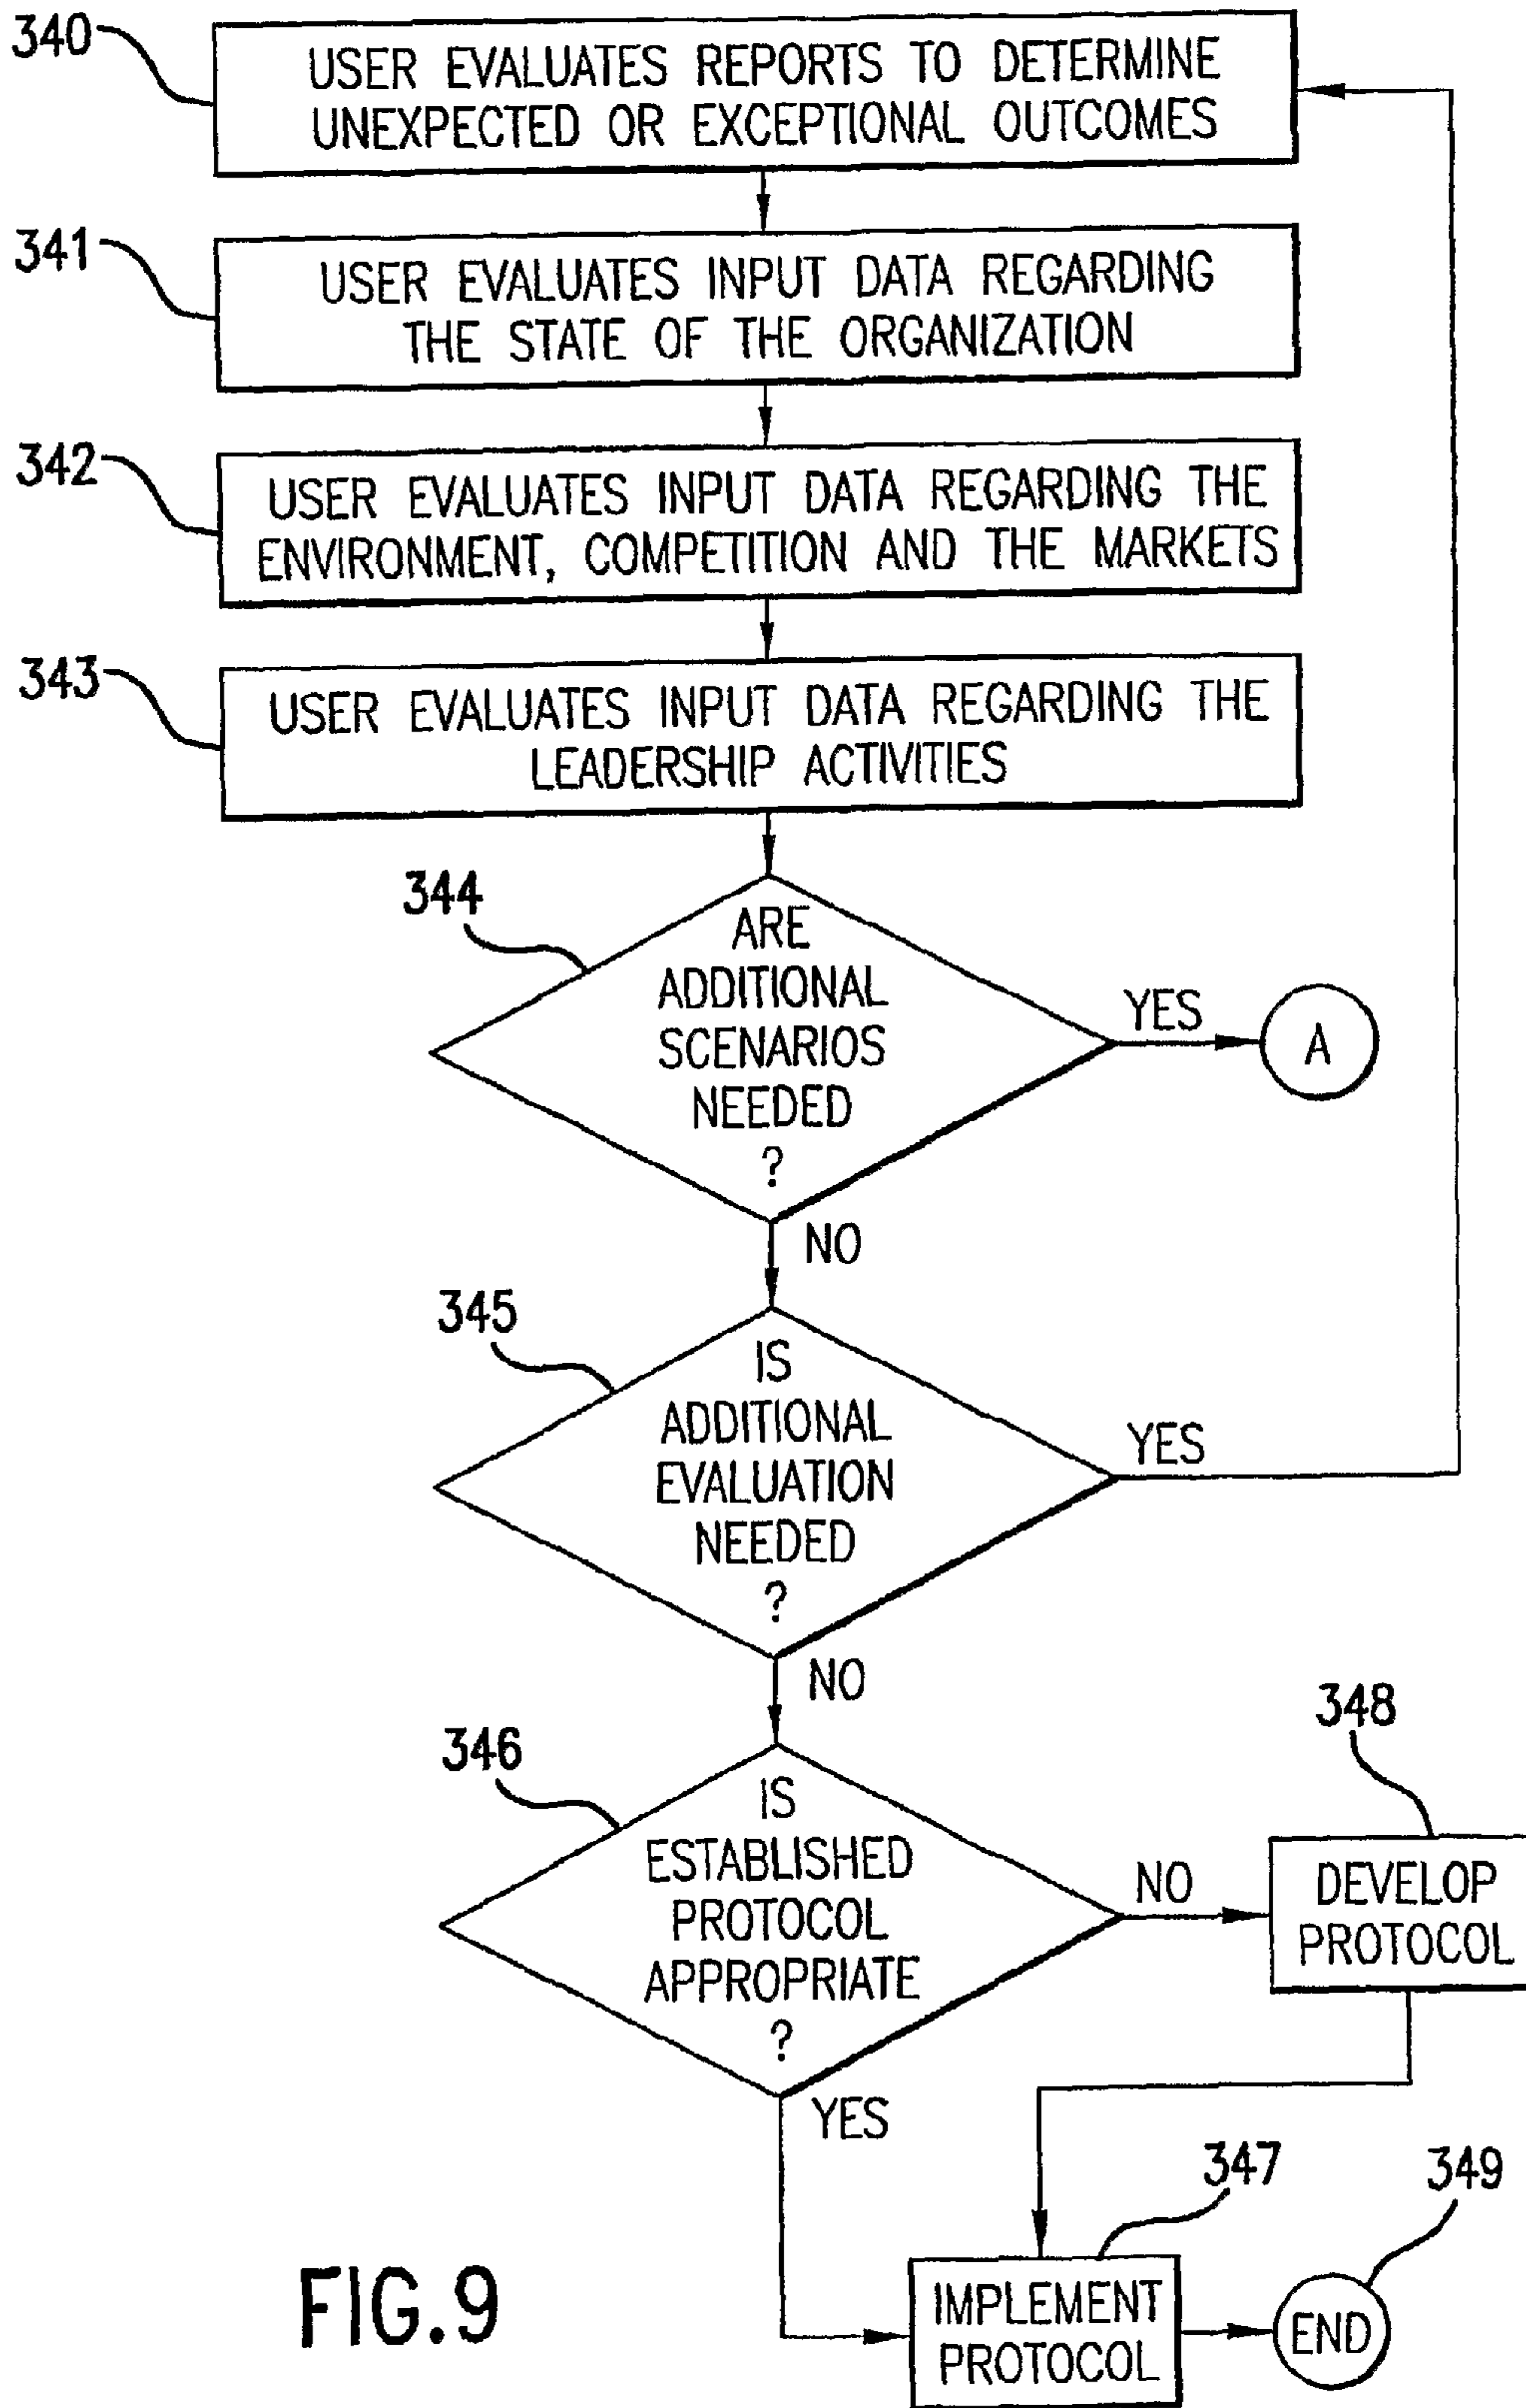 340
USER EVALUATES REPORTS TO DETERMINE
UNEXPECTED OR EXCEPTIONAL OUTCOMES
341
USER EVALUATES INPUT DATA REGARDING
THE STATE OF THE ORGANIZATION
342
USER EVALUATES INPUT DATA REGARDING THE
ENVIRONMENT, COMPETITION AND THE MARKETS
343
USER EVALUATES INPUT DATA REGARDING THE
LEADERSHIP ACTIVITIES
344
ARE
ADDITIONAL
SCENARIOS
NEEDED
?
YES
A
NO
345
IS
ADDITIONAL
EVALUATION
NEEDED
?
YES
NO
346
IS
ESTABLISHED
PROTOCOL
APPROPRIATE
?
NO
348
DEVELOP
PROTOCOL
YES
347
IMPLEMENT
PROTOCOL
349
END
FIG.9